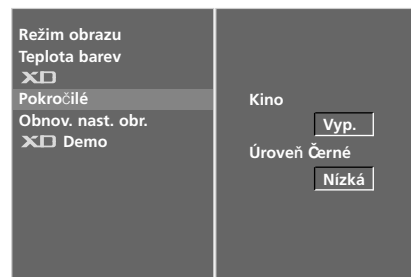 Režim obrazu
Teplota barev
XD
Pokročilé
Obnov. nast. obr.
XD Demo
Kino
Vyp.
Úroveň Černé
Nízká